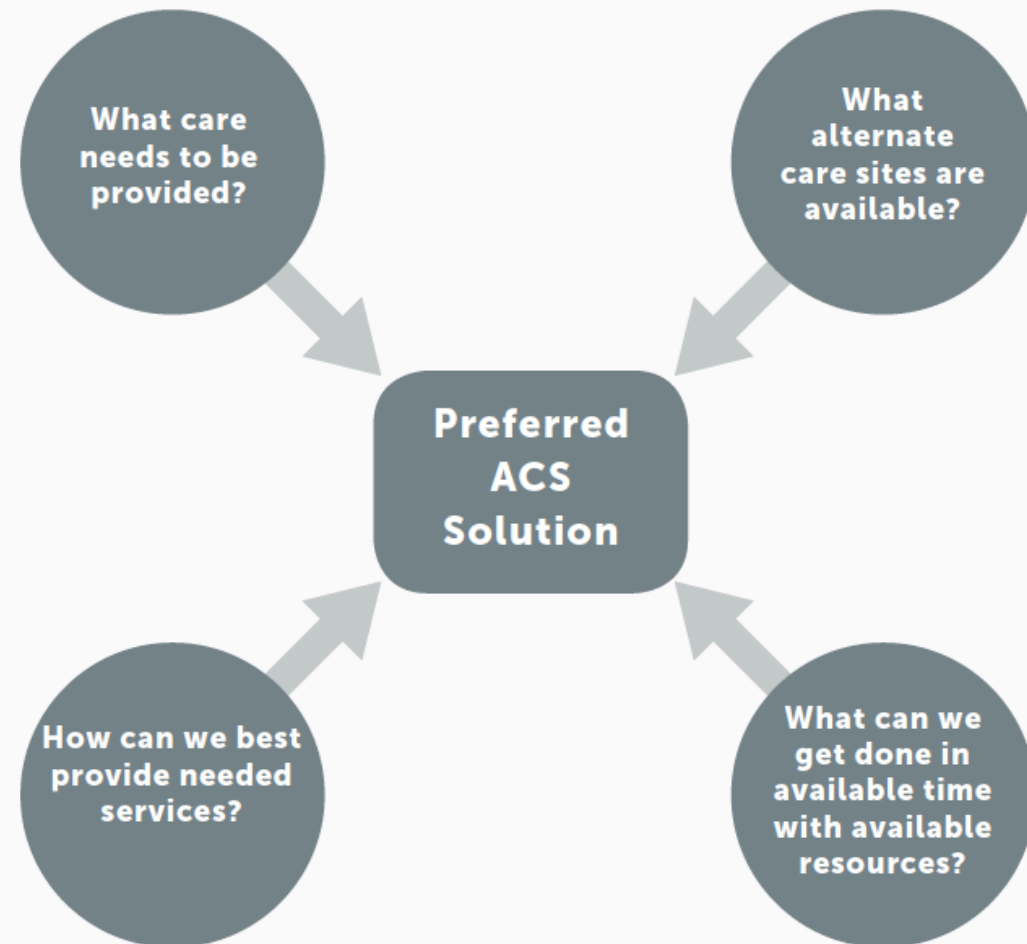 What care
needs to be
provided?
What
alternate
care sites are
available?
Preferred
ACS
Solution
How can we best
provide needed
services?
What can we
get done in
available time
with available
resources?